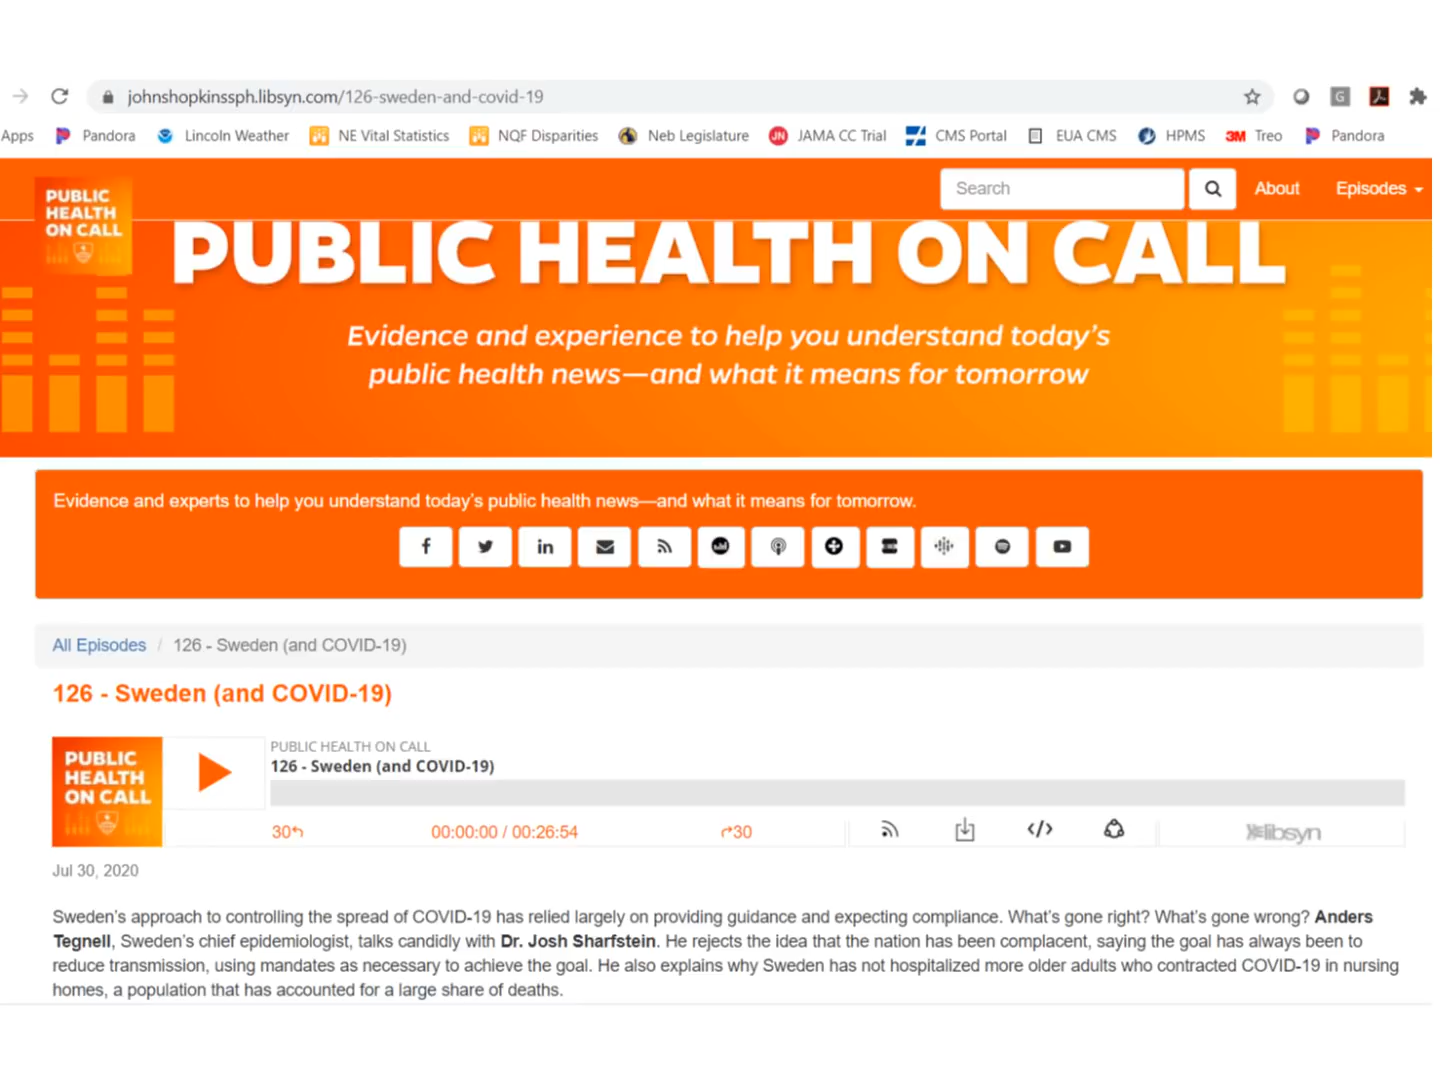 johnshopkinssph.libsyn.com/126-sweden-and-covid-19
G
Apps Pandora Lincoln Weather NE Vital Statistics NQF Disparities Neb Legislature JN JAMA CC Trial CMS Portal EUA CMS HPMS 3M Treo Pandora
PUBLIC
HEALTH
ON CALL
Search
About
Episodes
PUBLIC HEALTH ON CALL
Evidence and experience to help you understand today's
public health news—and what it means for tomorrow
Evidence and experts to help you understand today's public health news—and what it means for tomorrow.
All Episodes / 126 - Sweden (and COVID-19)
126 - Sweden (and COVID-19)
PUBLIC
HEALTH
ON CALL
PUBLIC HEALTH ON CALL
126 - Sweden (and COVID-19)
30 00:00:00 / 00:26:54 30 libsyn
Jul 30, 2020
Sweden's approach to controlling the spread of COVID-19 has relied largely on providing guidance and expecting compliance. What's gone right? What's gone wrong? Anders
Tegnell, Sweden's chief epidemiologist, talks candidly with Dr. Josh Sharfstein. He rejects the idea that the nation has been complacent, saying the goal has always been to
reduce transmission, using mandates as necessary to achieve the goal. He also explains why Sweden has not hospitalized more older adults who contracted COVID-19 in nursing
homes, a population that has accounted for a large share of deaths.